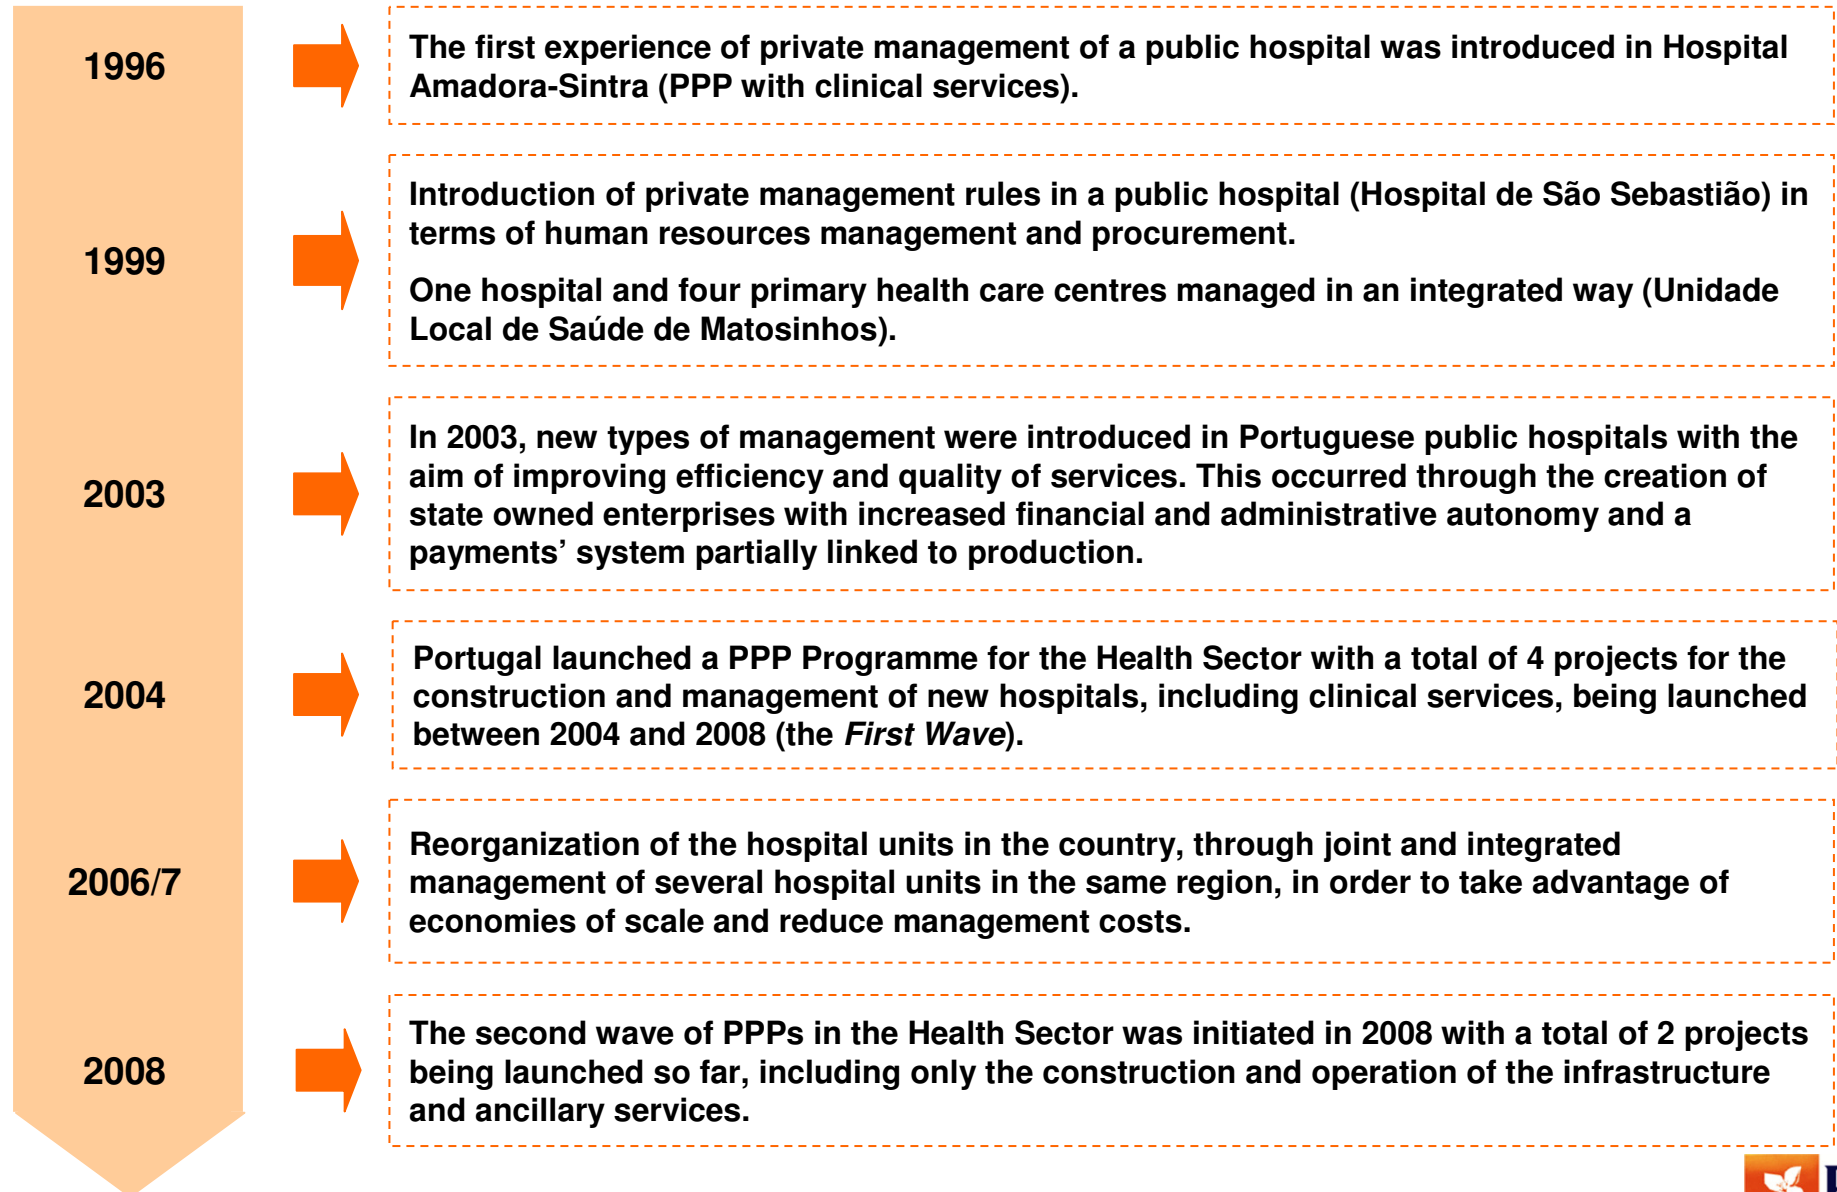 1996
The first experience of private management of a public hospital was introduced in Hospital
Amadora-Sintra (PPP with clinical services).
1999
Introduction of private management rules in a public hospital (Hospital de São Sebastião) in
terms of human resources management and procurement.
One hospital and four primary health care centres managed in an integrated way (Unidade
Local de Saúde de Matosinhos).
2003
In 2003, new types of management were introduced in Portuguese public hospitals with the
aim of improving efficiency and quality of services. This occurred through the creation of
state owned enterprises with increased financial and administrative autonomy and a
payments’ system partially linked to production.
2004
Portugal launched a PPP Programme for the Health Sector with a total of 4 projects for the
construction and management of new hospitals, including clinical services, being launched
between 2004 and 2008 (the First Wave).
2006/7
Reorganization of the hospital units in the country, through joint and integrated
management of several hospital units in the same region, in order to take advantage of
economies of scale and reduce management costs.
2008
The second wave of PPPs in the Health Sector was initiated in 2008 with a total of 2 projects
being launched so far, including only the construction and operation of the infrastructure
and ancillary services.